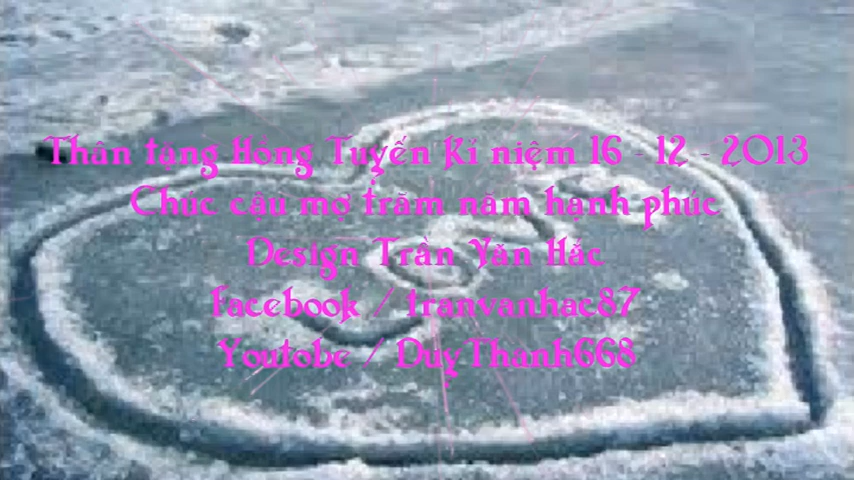 Thân tặng Hồng Tuyến Kỉ niệm 16 - 12 - 2013
Chúc cậu mợ trăm năm hạnh phúc
Design Trần Văn Hắc
Facebook / tranvanhac87
Youtobe / DuyThanh668
Love